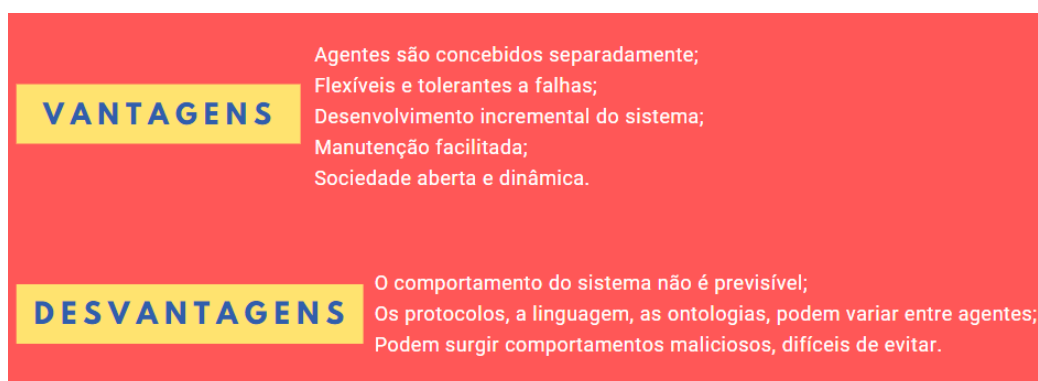 VANTAGENS
Agentes são concebidos separadamente;
Flexíveis e tolerantes a falhas;
Desenvolvimento incremental do sistema;
Manutenção facilitada;
Sociedade aberta e dinâmica.
DESVANTAGENS
O comportamento do sistema não é previsível;
Os protocolos, a linguagem, as ontologias, podem variar entre agentes;
Podem surgir comportamentos maliciosos, difíceis de evitar.